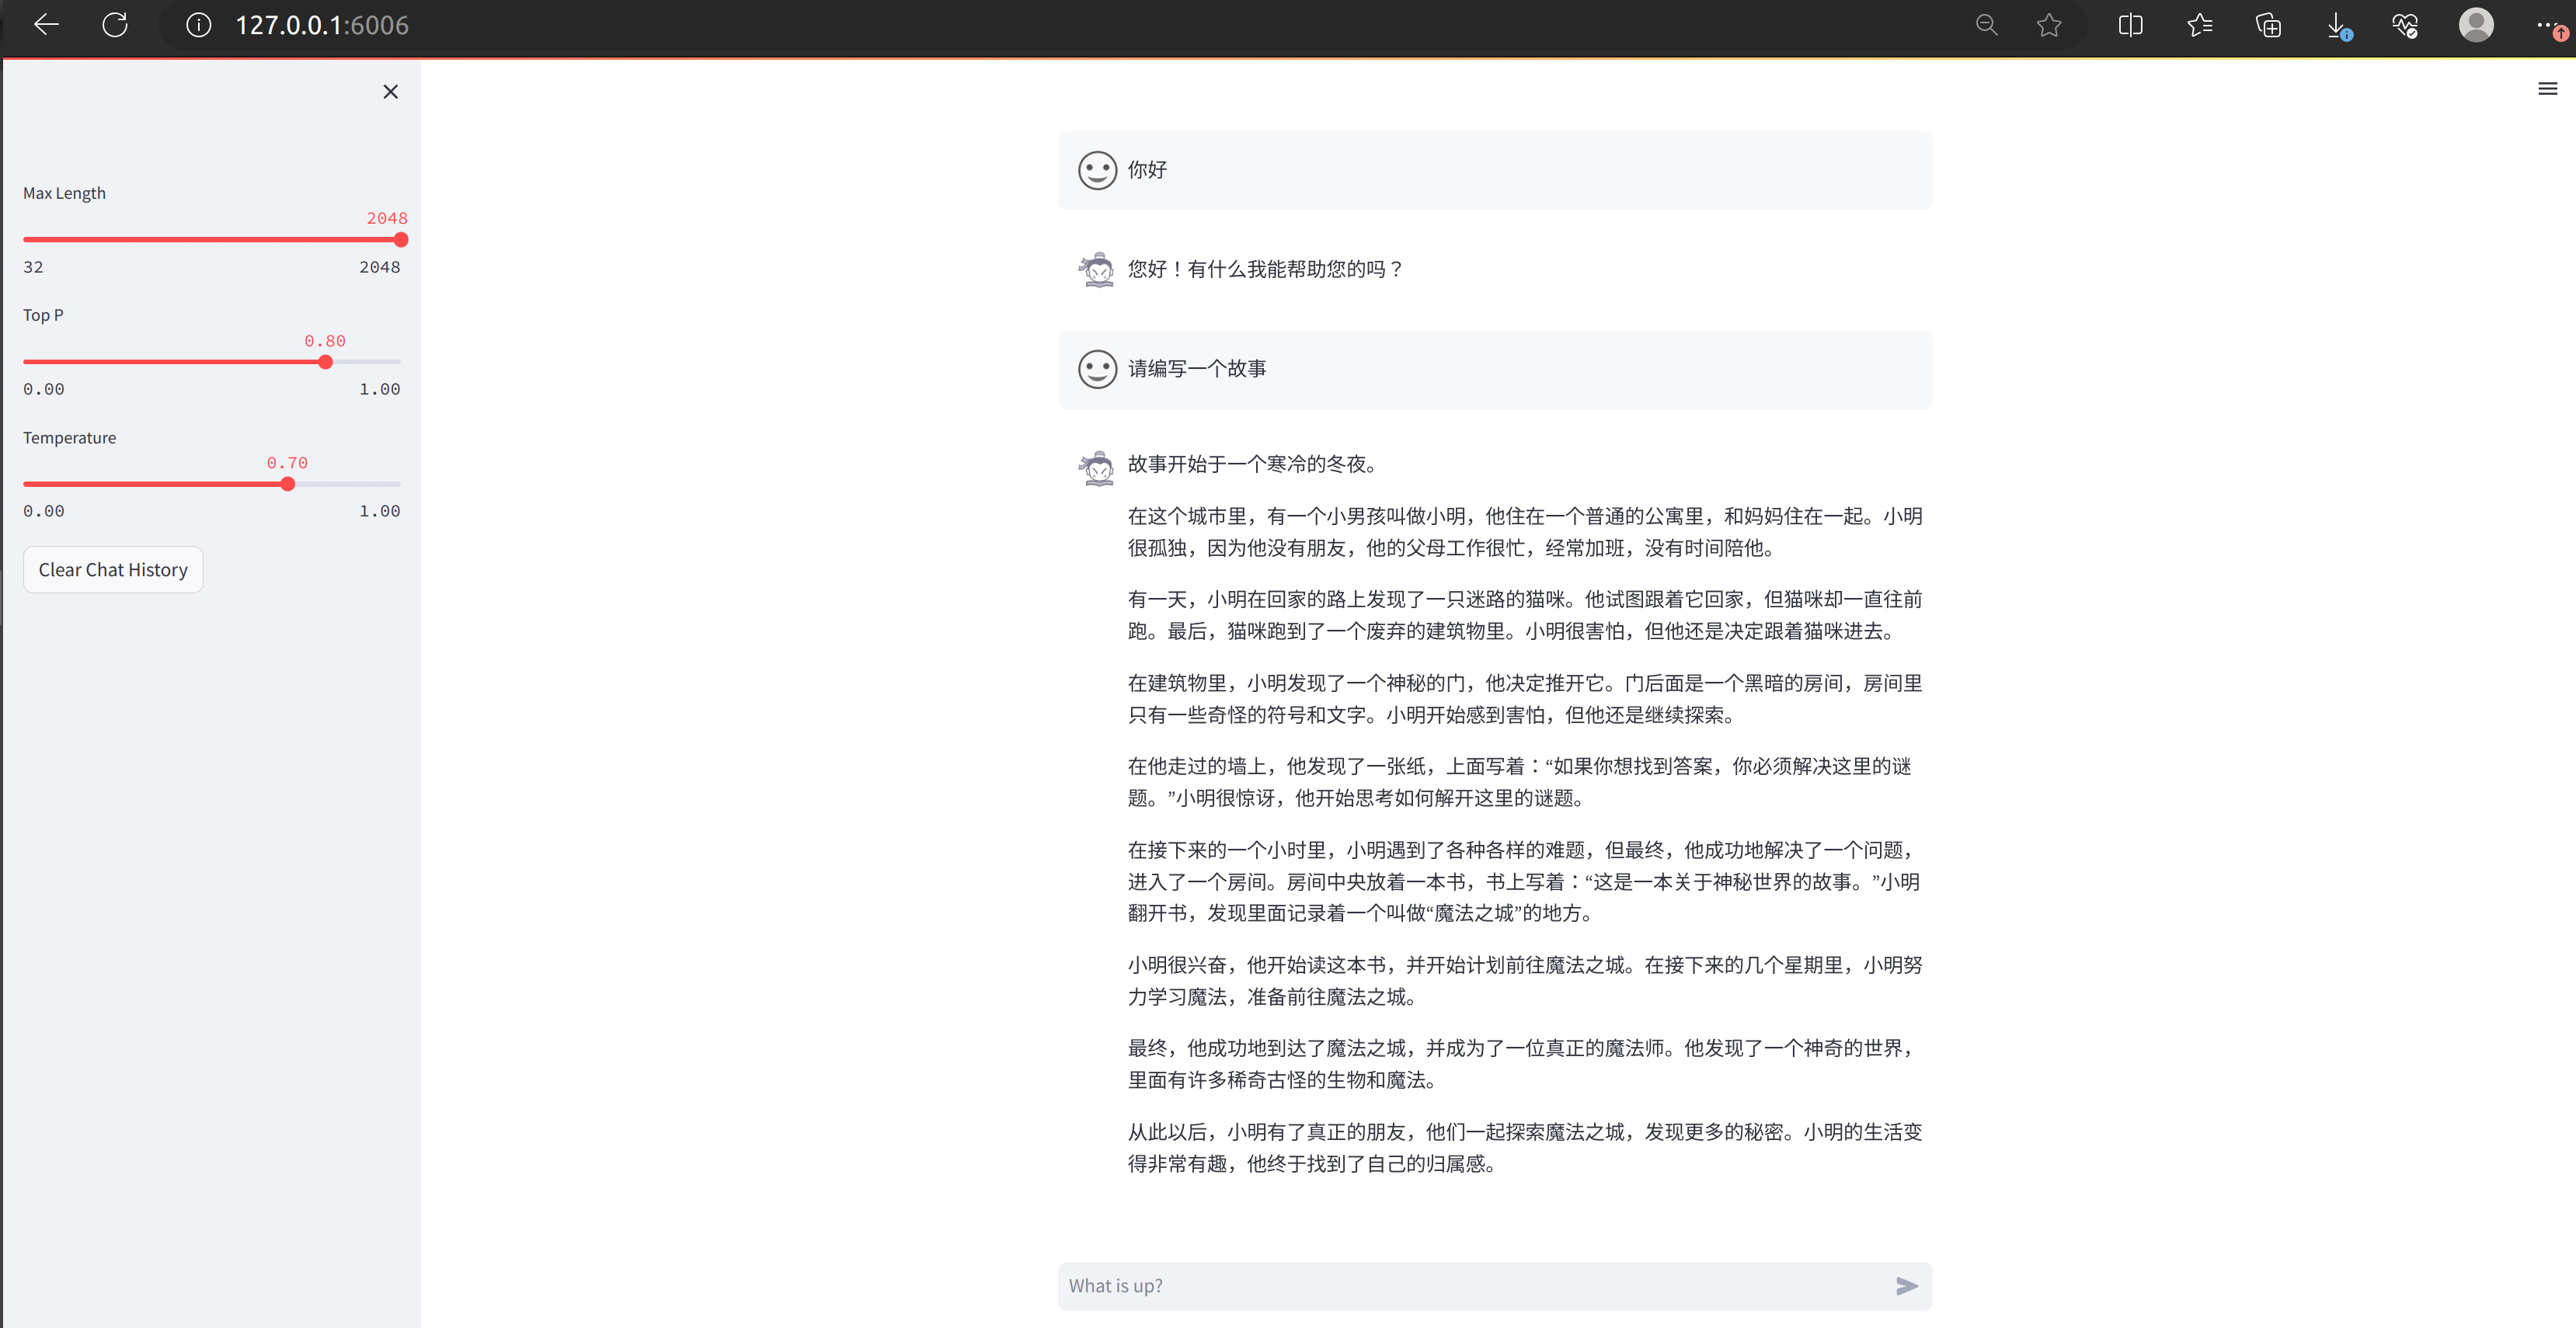 127.0.0.1:6006
Max Length
2048
32 2048
Top P
0.80
0.00 1.00
Temperature
0.70
0.00 1.00
Clear Chat History
你好
您好！有什么我能帮助您的吗？
请编写一个故事
故事开始于一个寒冷的冬夜。
在这个城市里，有一个小男孩叫做小明，他住在一个普通的公寓里，和妈妈住在一起。小明
很孤独，因为他没有朋友，他的父母工作很忙，经常加班，没有时间陪他。
有一天，小明在回家的路上发现了一只迷路的猫咪。他试图跟着它回家，但猫咪却一直往前
跑。最后，猫咪跑到了一个废弃的建筑物里。小明很害怕，但他还是决定跟着猫咪进去。
在建筑物里，小明发现了一个神秘的门，他决定推开它。门后面是一个黑暗的房间，房间里
只有一些奇怪的符号和文字。小明开始感到害怕，但他还是继续探索。
在他走过的墙上，他发现了一张纸，上面写着：“如果你想找到答案，你必须解决这里的谜
题。”小明很惊讶，他开始思考如何解开这里的谜题。
在接下来的一个小时里，小明遇到了各种各样的难题，但最终，他成功地解决了一个问题，
进入了一个房间。房间中央放着一本书，书上写着：“这是一本关于神秘世界的故事。”小明
翻开书，发现里面记录着一个叫做“魔法之城”的地方。
小明很兴奋，他开始读这本书，并开始计划前往魔法之城。在接下来的几个星期里，小明努
力学习魔法，准备前往魔法之城。
最终，他成功地到达了魔法之城，并成为了一位真正的魔法师。他发现了一个神奇的世界，
里面有许多稀奇古怪的生物和魔法。
从此以后，小明有了真正的朋友，他们一起探索魔法之城，发现更多的秘密。小明的生活变
得非常有趣，他终于找到了自己的归属感。
What is up?